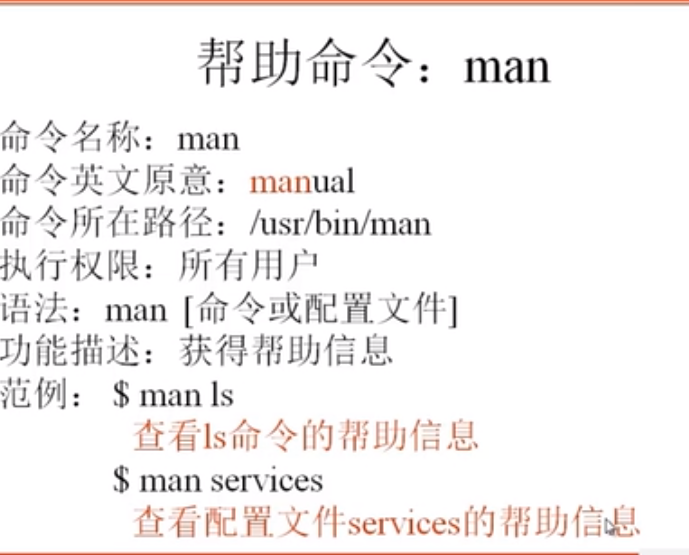 帮助命令：man
命令名称：man
命令英文原意：manual
命令所在路径：/usr/bin/man
执行权限：所有用户
语法：man [命令或配置文件]
功能描述：获得帮助信息
范例： $ man ls
查看ls命令的帮助信息
$ man services
查看配置文件services的帮助信息